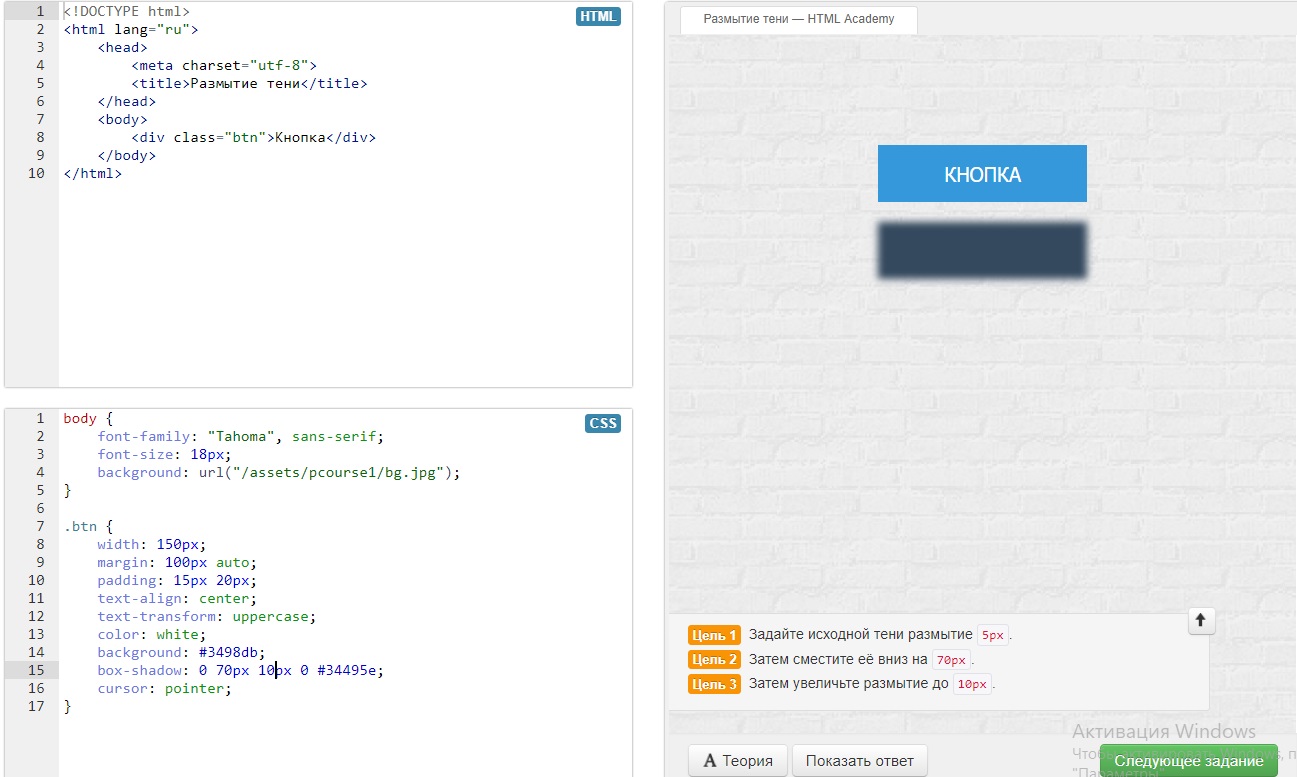 1 <!DOCTYPE html>
HTML
2 <html lang="ru">
3 <head>
4 <meta charset="utf-8">
5 <title>Размытие тени</title>
6 </head>
7 <body>
8 <div class="btn">Кнопка</div>
9 </body>
10 </html>
1 body {
CSS
2 font-family: "Tahoma", sans-serif;
3 font-size: 18px;
4 background: url("/assets/pcourse1/bg.jpg");
5 }
6
7 .btn {
8 width: 150px;
9 margin: 100px auto;
10 padding: 15px 20px;
11 text-align: center;
12 text-transform: uppercase;
13 color: white;
14 background: #3498db;
15 box-shadow: 0 70px 10px 0 #34495e;
16 cursor: pointer;
17 }
Размытие тени — HTML Academy
КНОПКА
Цель 1 Задайте исходной тени размытие 5px.
Цель 2 Затем сместите её вниз на 70px.
Цель 3 Затем увеличьте размытие до 10px.
Активация Windows
A Теория
Показать ответ
Следующее задание